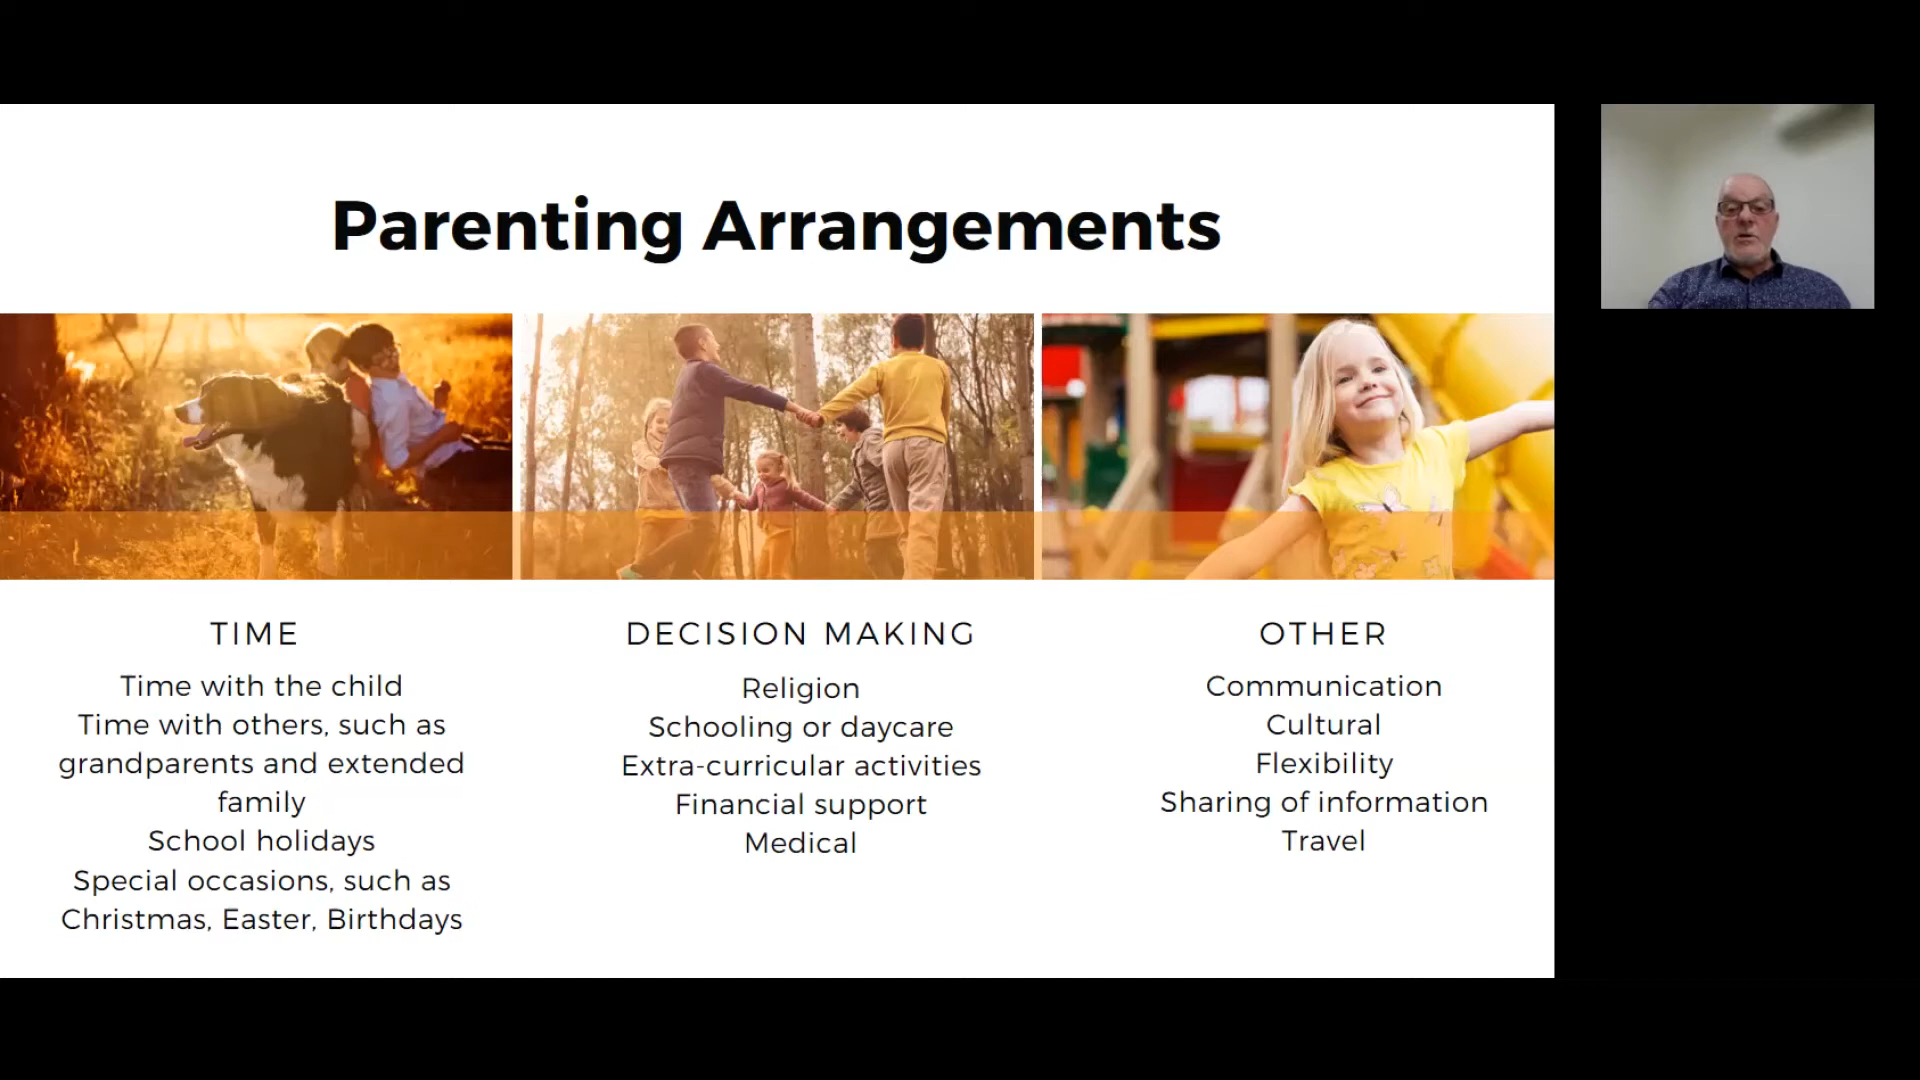 Parenting Arrangements
TIME
Time with the child
Time with others, such as
grandparents and extended
family
School holidays
Special occasions, such as
Christmas, Easter, Birthdays
DECISION MAKING
Religion
Schooling or daycare
Extra-curricular activities
Financial support
Medical
OTHER
Communication
Cultural
Flexibility
Sharing of information
Travel